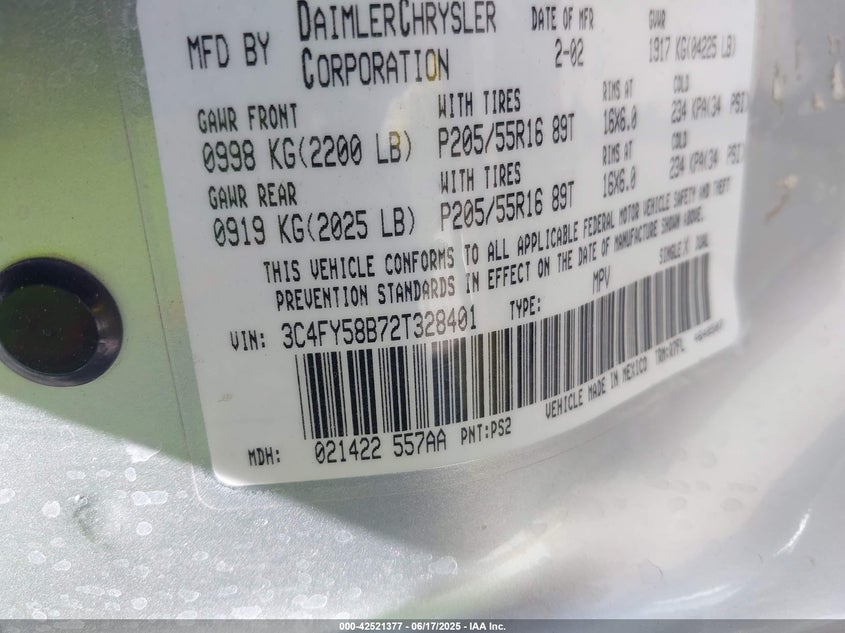 MFD BY DAIMLERCHRYSLER CORPORATION DATE OF MFR 2-02 GVWR 1917 KG(04225 LB)
GAWR FRONT WITH TIRES RIMS AT COLD
0998 KG(2200 LB) P205/55R16 89T 16X6.0 234 KPA(34 PSI)
GAWR REAR WITH TIRES RIMS AT COLD
0919 KG(2025 LB) P205/55R16 89T 16X6.0 234 KPA(34 PSI)
THIS VEHICLE CONFORMS TO ALL APPLICABLE FEDERAL MOTOR VEHICLE SAFETY AND THEFT
PREVENTION STANDARDS IN EFFECT ON THE DATE OF MANUFACTURE SHOWN ABOVE.
VIN: 3C4FY58B72T328401 TYPE: MPV SINGLE/X DUAL
VEHICLE MADE IN MEXICO
MDH: 021422 557AA PNT:PS2
000-42521377 - 06/17/2025 - IAA Inc.